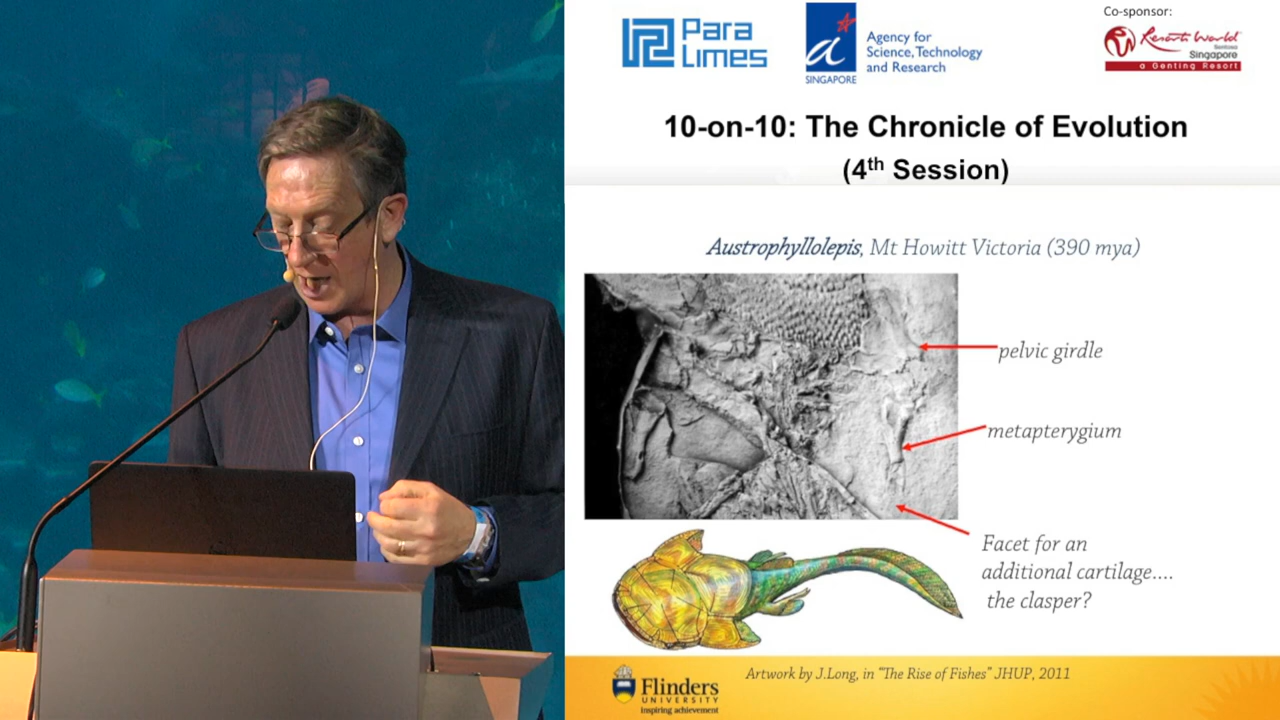 Para
Limes
SINGAPORE
Agency for
Science, Technology
and Research
Co-sponsor:
Resorts World
Sentosa
Singapore
a Genting Resort
10-on-10: The Chronicle of Evolution
(4th Session)
Austrophyllolepis, Mt Howitt Victoria (390 mya)
pelvic girdle
metapterygium
Facet for an
additional cartilage....
the clasper?
Artwork by J.Long, in "The Rise of Fishes" JHUP, 2011
Flinders
UNIVERSITY
inspiring achievement